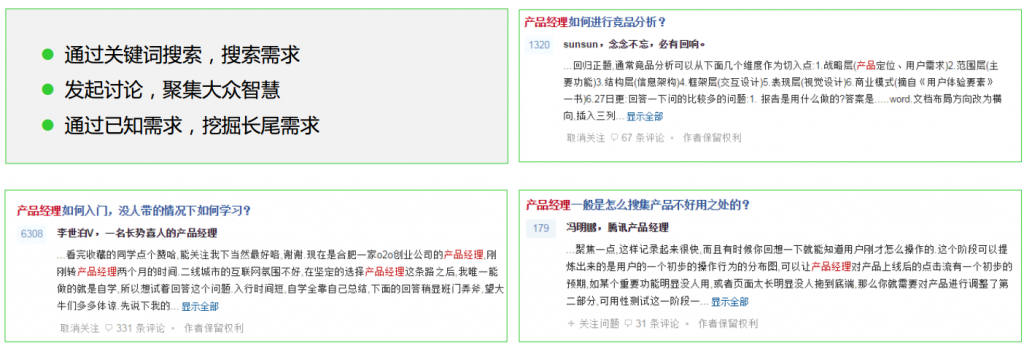 通过关键词搜索，搜索需求
发起讨论，聚集大众智慧
通过已知需求，挖掘长尾需求
产品经理如何进行竞品分析？
1320 sunsun，念念不忘，必有回响。
...回归正题,通常竞品分析可以从下面几个维度作为切入点:1.战略层(产品定位、用户需求)2.范围层(主
要功能)3.结构层(信息架构)4.框架层(交互设计)5.表现层(视觉设计)6.商业模式(摘自《用户体验要素》
一书)6.27日更:回答一下问的比较多的问题:1. 报告是用什么做的?答案是.....word.文档布局方向改为横
向,插入三列... 显示全部
取消关注 67 条评论 • 作者保留权利
产品经理如何入门，没人带的情况下如何学习？
6308 李世泊V，一名长势喜人的产品经理
...看完收藏的同学点个赞哈,能关注我下当然最好啦,谢谢.现在是合肥一家o2o创业公司的产品经理,刚
刚转产品经理两个月的时间.二线城市的互联网氛围不好,在坚定的选择产品经理这条路之后,我唯一能
做的就是自学,所以想试着回答这个问题.入行时间短,自学全靠自己总结,下面的回答稍显班门弄斧,望大
牛们多多体谅.先说下我的... 显示全部
取消关注 331 条评论 • 作者保留权利
产品经理一般是怎么搜集产品不好用之处的？
179 冯明鹏，腾讯产品经理
...聚焦一点,这样记录起来很快,而且有时候你回想一下就能知道用户刚才怎么操作的.这个阶段可以提
炼出来的是用户的一个初步的操作行为的分布图,可以让产品经理对产品上线后的点击流有一个初步的
预期,如某个重要功能明显没人用,或者页面太长明显没人拖到底端,那么你就需要对产品进行调整了第
二部分,可用性测试这一阶段一... 显示全部
+ 关注问题 31 条评论 • 作者保留权利